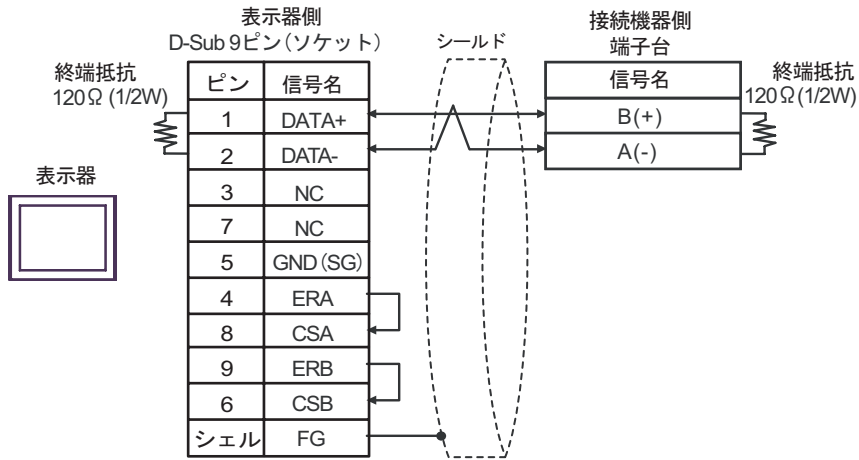 表示器側
D-Sub 9ピン(ソケット)
シールド
接続機器側
端子台
終端抵抗
120Ω (1/2W)
ピン 信号名
信号名
終端抵抗
120Ω (1/2W)
1 DATA+
B(+)
2 DATA-
A(-)
表示器
3 NC
7 NC
5 GND (SG)
4 ERA
8 CSA
9 ERB
6 CSB
シェル FG